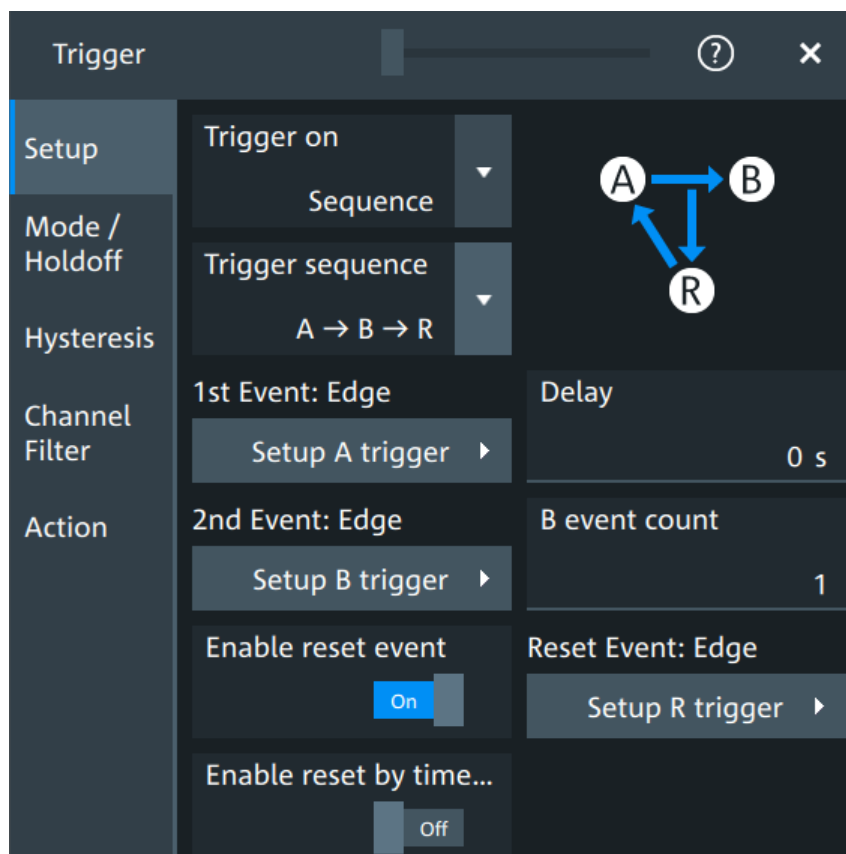 Trigger
?
×
Setup
Mode /
Holdoff
Hysteresis
Channel
Filter
Action
Trigger on
Sequence
Trigger sequence
A → B → R
A
B
R
1st Event: Edge
Setup A trigger
Delay
0 s
2nd Event: Edge
Setup B trigger
B event count
1
Enable reset event
On
Reset Event: Edge
Setup R trigger
Enable reset by time...
Off